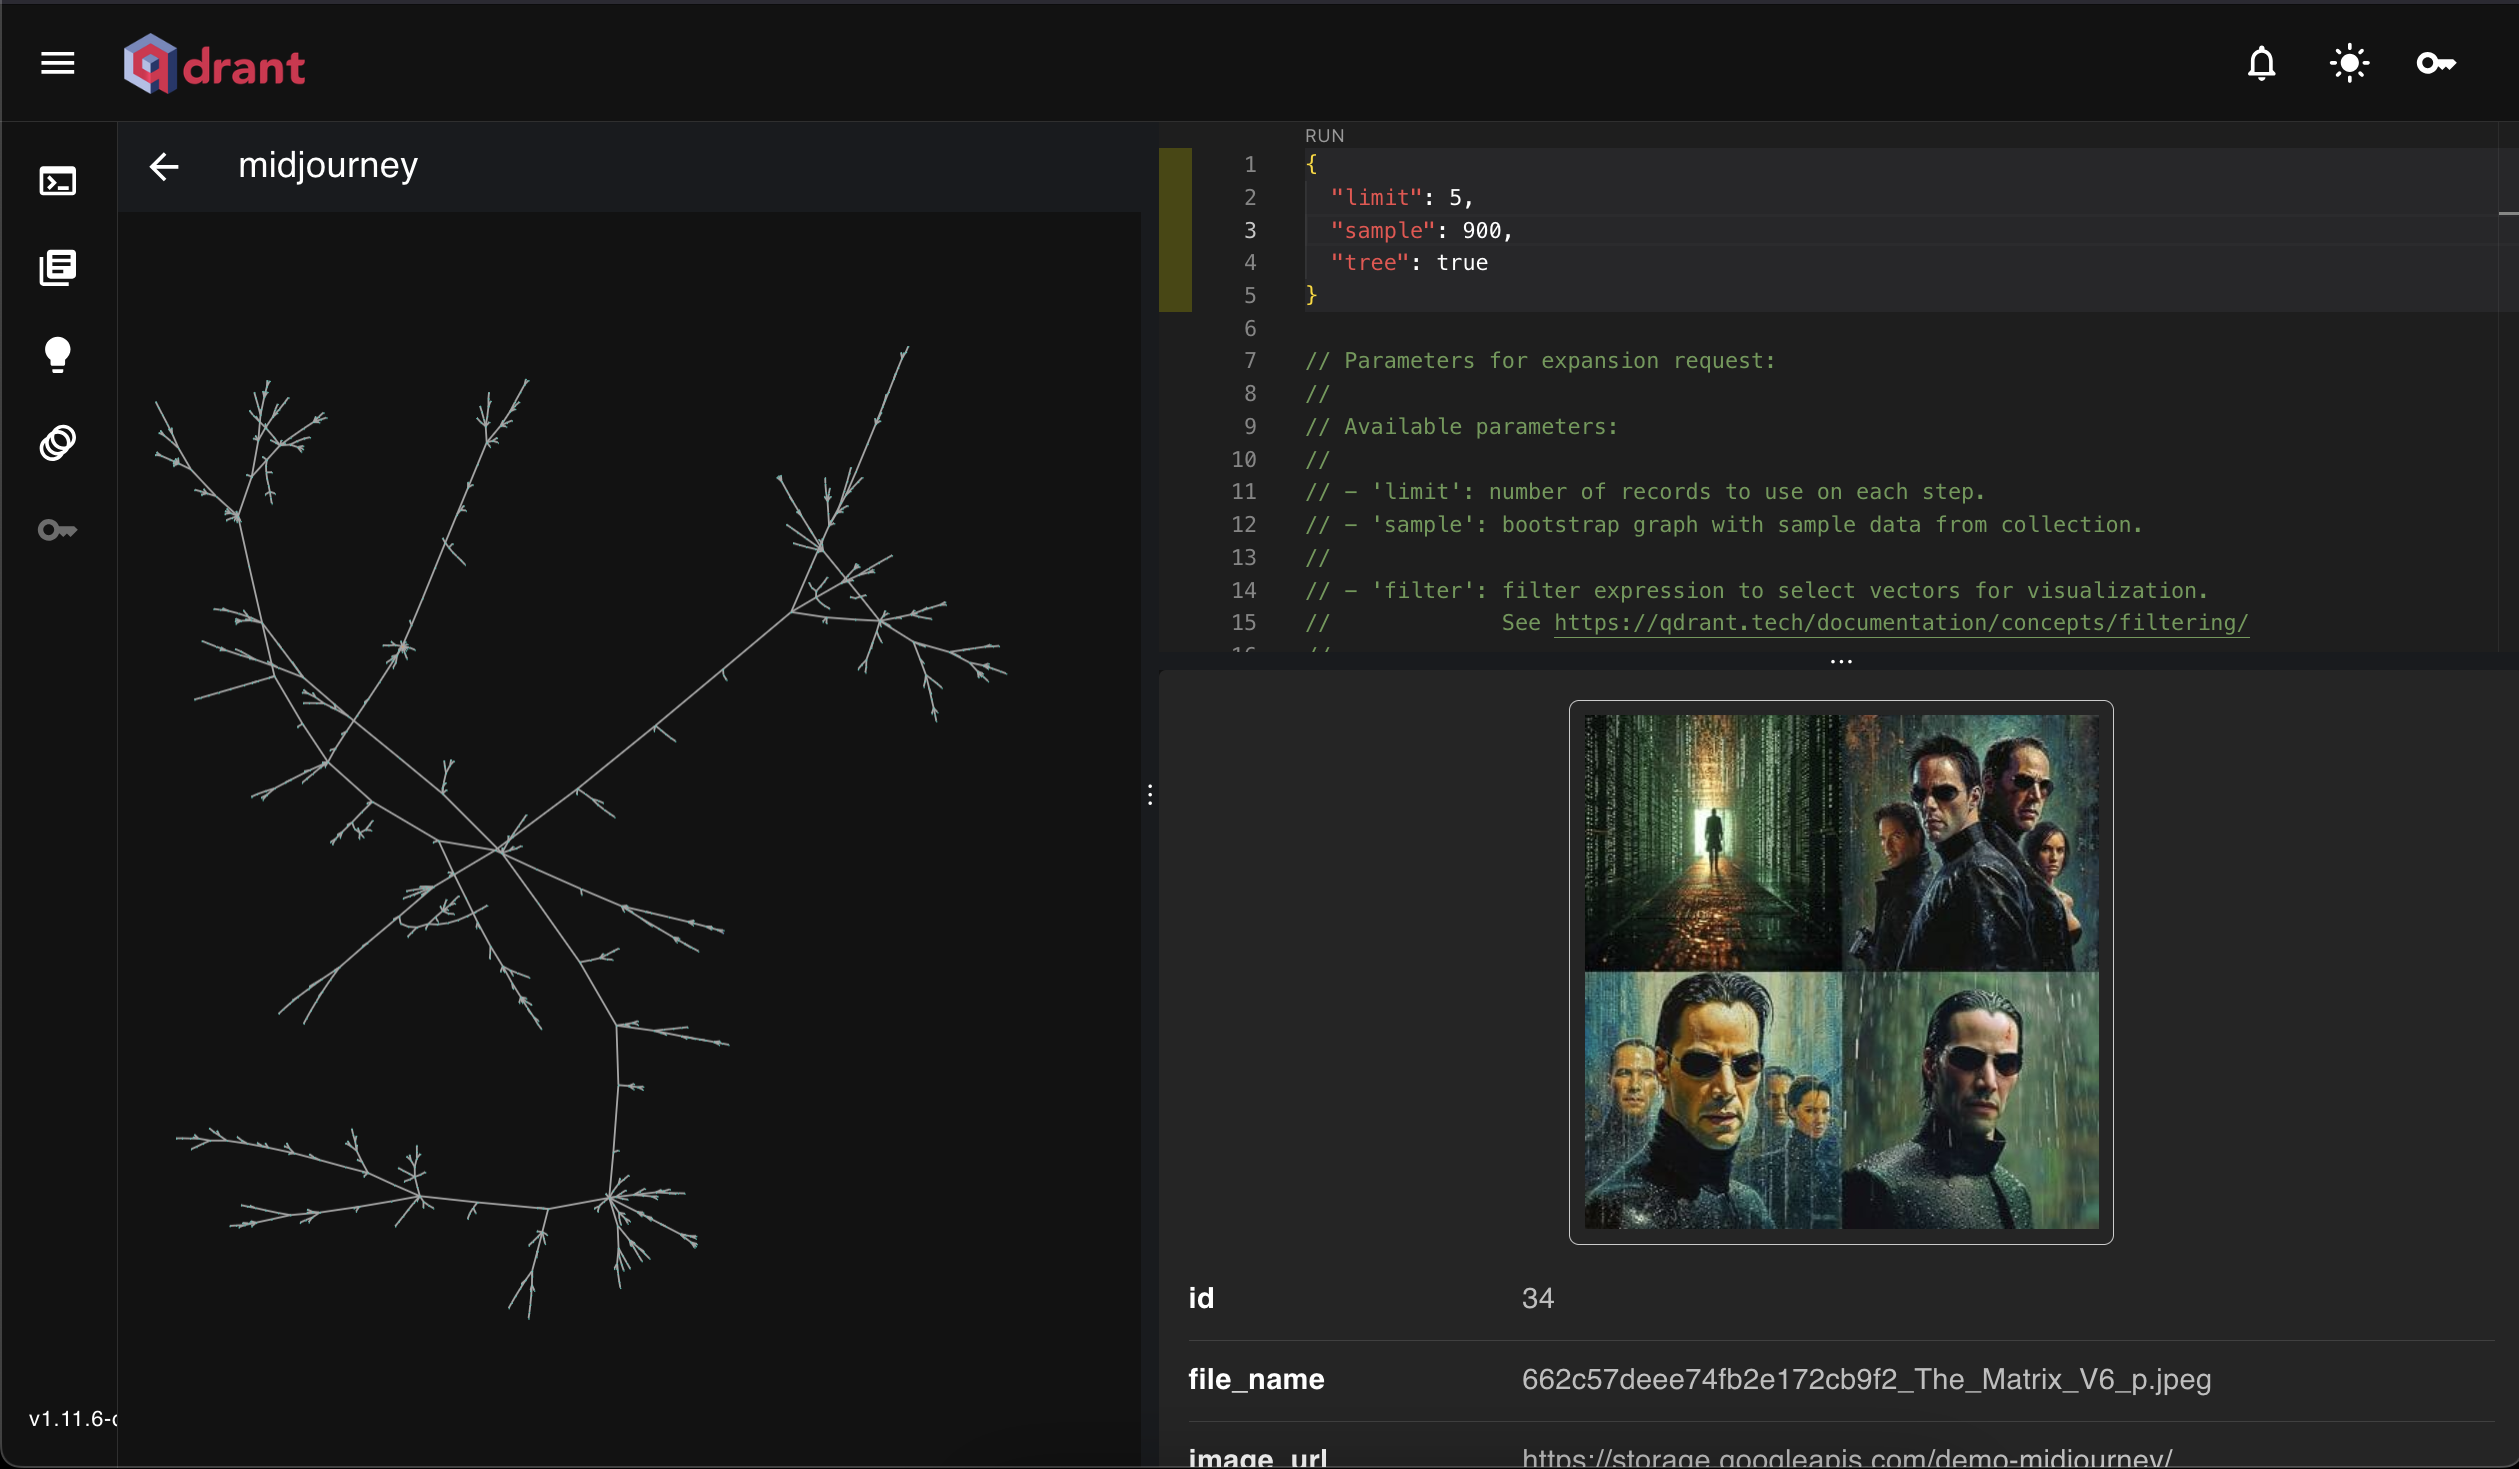 qdrant
midjourney
RUN
1 {
2 "limit": 5,
3 "sample": 900,
4 "tree": true
5 }
6
7 // Parameters for expansion request:
8 //
9 // Available parameters:
10 //
11 // - 'limit': number of records to use on each step.
12 // - 'sample': bootstrap graph with sample data from collection.
13 //
14 // - 'filter': filter expression to select vectors for visualization.
15 // See https://qdrant.tech/documentation/concepts/filtering/
16 //
id 34
file_name 662c57deee74fb2e172cb9f2_The_Matrix_V6_p.jpeg
image_url https://storage.googleapis.com/demo-midjourney/
v1.11.6-